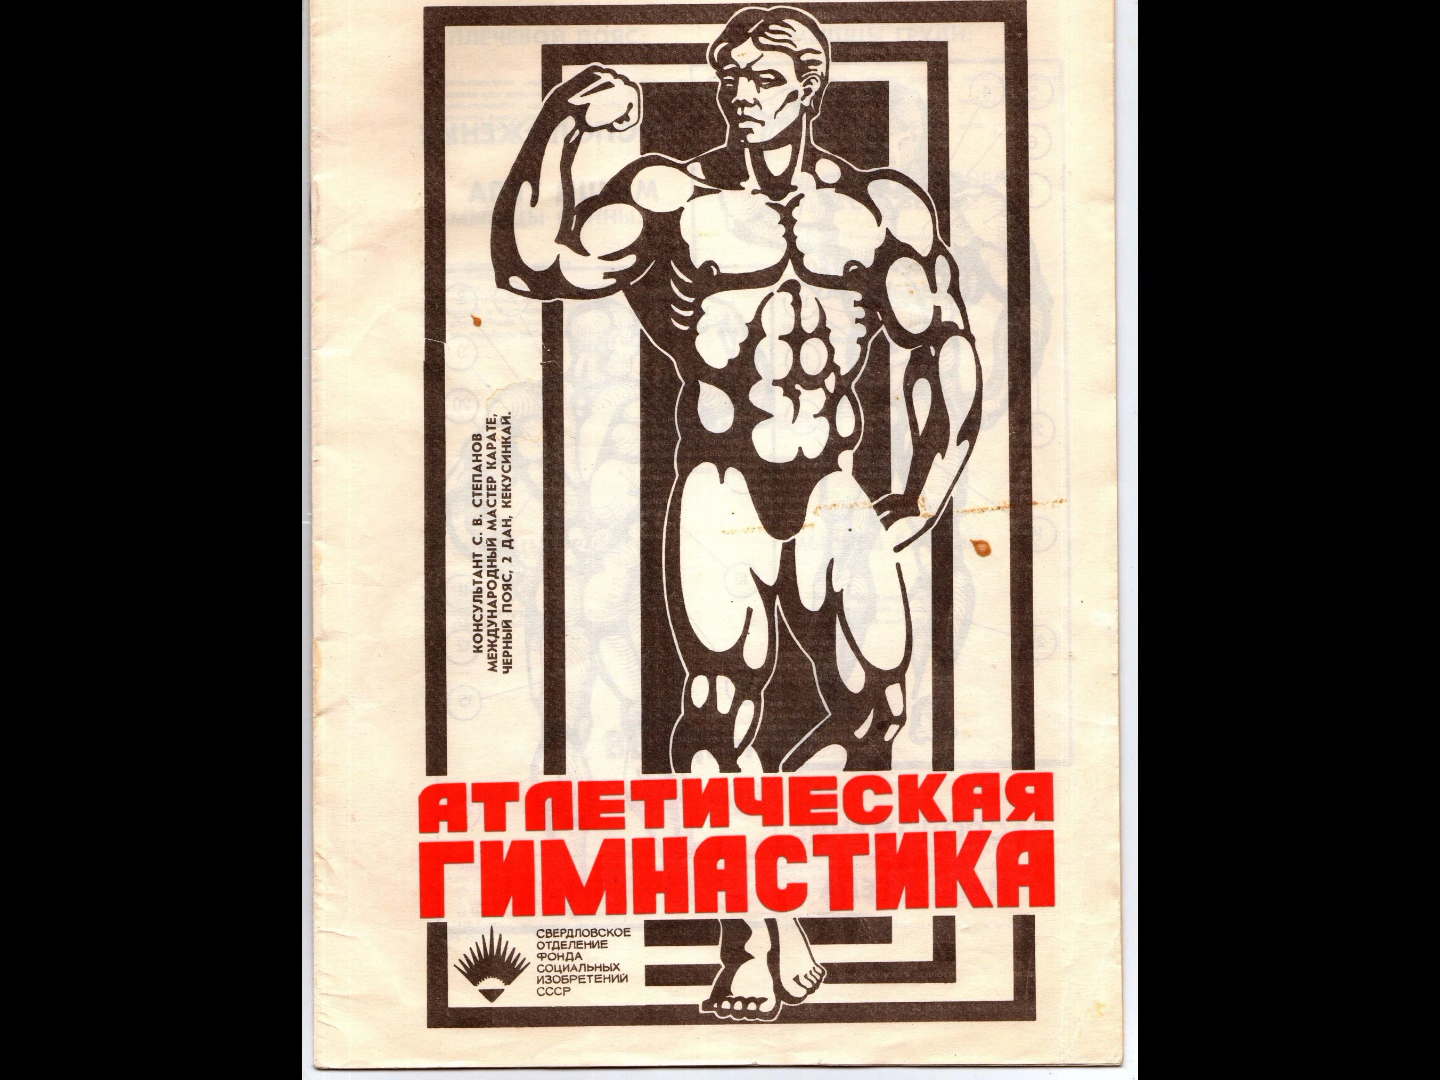 КОНСУЛЬТАНТ С. В. СТЕПАНОВ
МЕЖДУНАРОДНЫЙ МАСТЕР КАРАТЕ,
ЧЕРНЫЙ ПОЯС, 2 ДАН, КЕКУСИНКАЙ.
АТЛЕТИЧЕСКАЯ
ГИМНАСТИКА
СВЕРДЛОВСКОЕ
ОТДЕЛЕНИЕ
ФОНДА
СОЦИАЛЬНЫХ
ИЗОБРЕТЕНИЙ
СССР